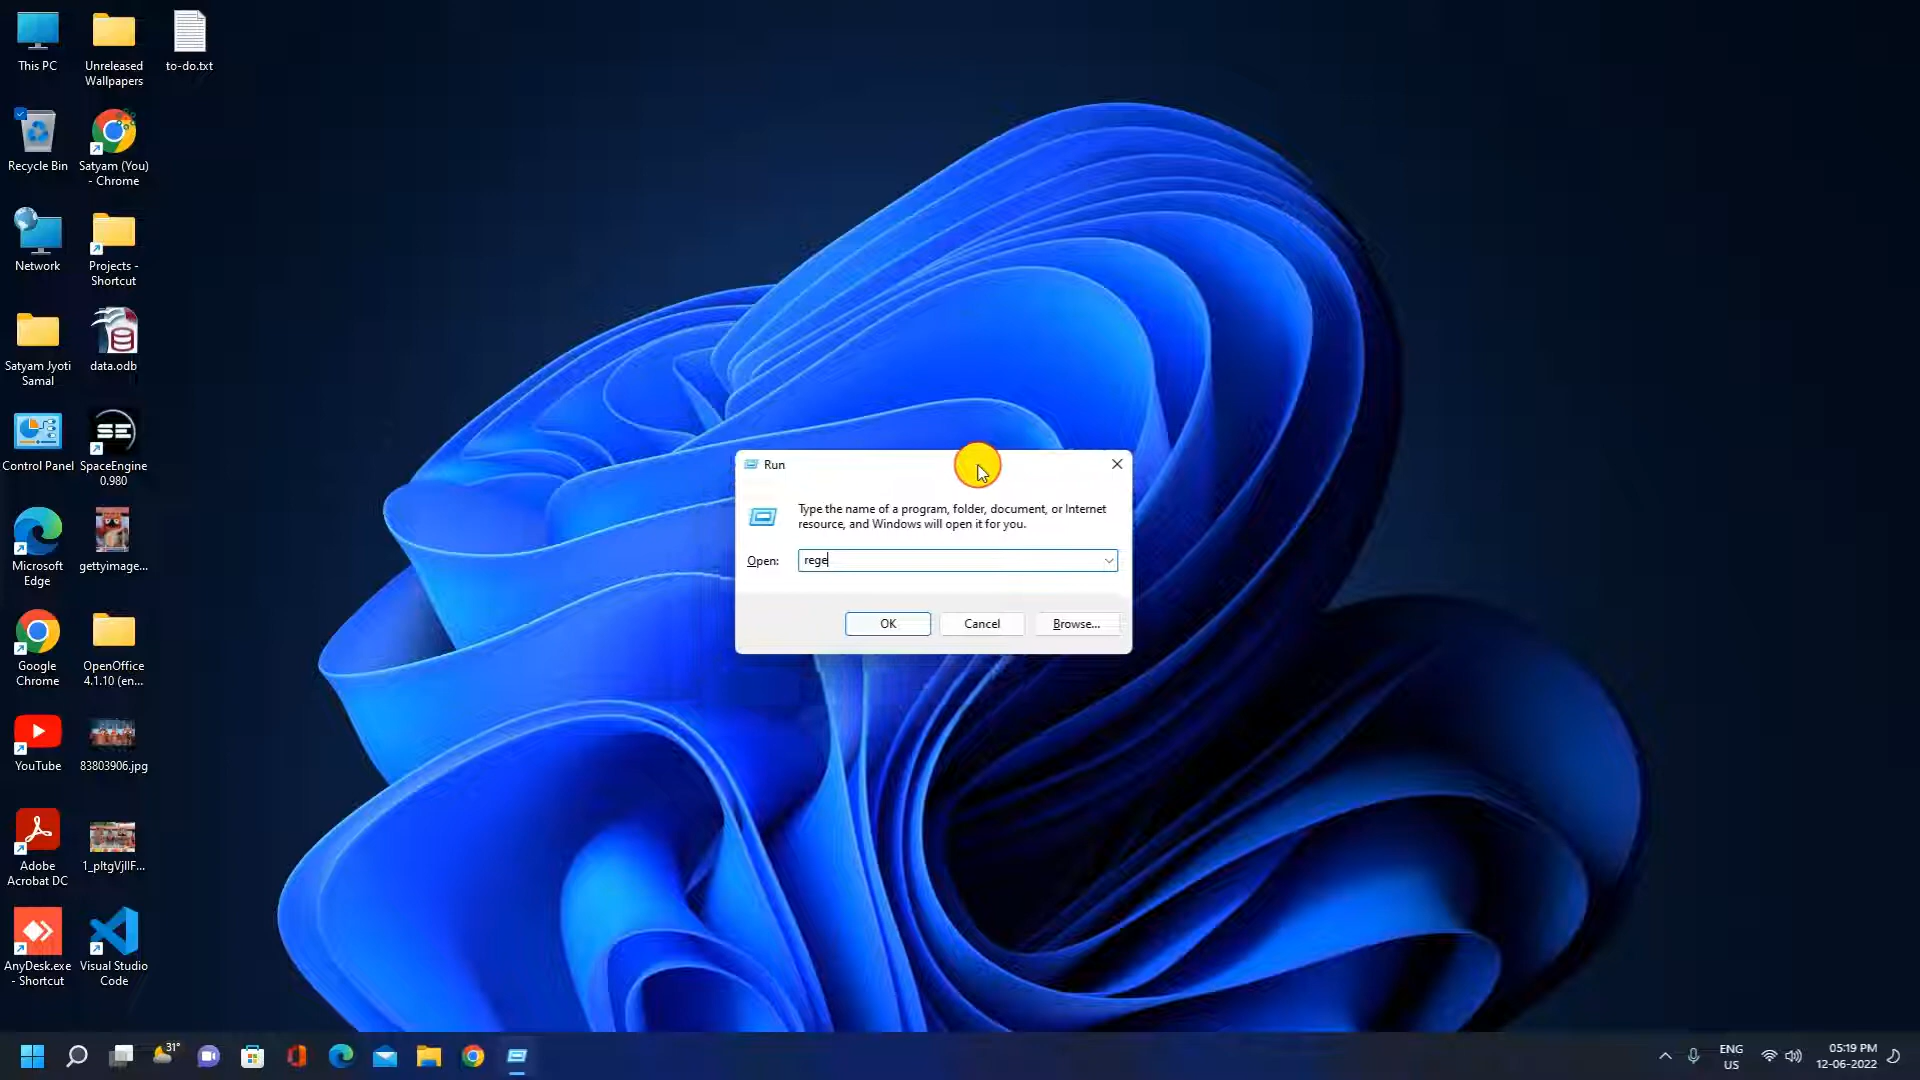 This PC
Unreleased
Wallpapers
to-do.txt
Recycle Bin
Satyam (You)
- Chrome
Network
Projects -
Shortcut
Satyam Jyoti
Samal
data.odb
Control Panel
SE
SpaceEngine
0.980
Microsoft
Edge
gettyimage...
Google
Chrome
OpenOffice
4.1.10 (en...
YouTube
83803906.jpg
Adobe
Acrobat DC
1_pltgVjllF...
AnyDesk.exe
- Shortcut
Visual Studio
Code
Run
Type the name of a program, folder, document, or Internet
resource, and Windows will open it for you.
Open:
rege
OK
Cancel
Browse...
31°
ENG
US
05:19 PM
12-06-2022